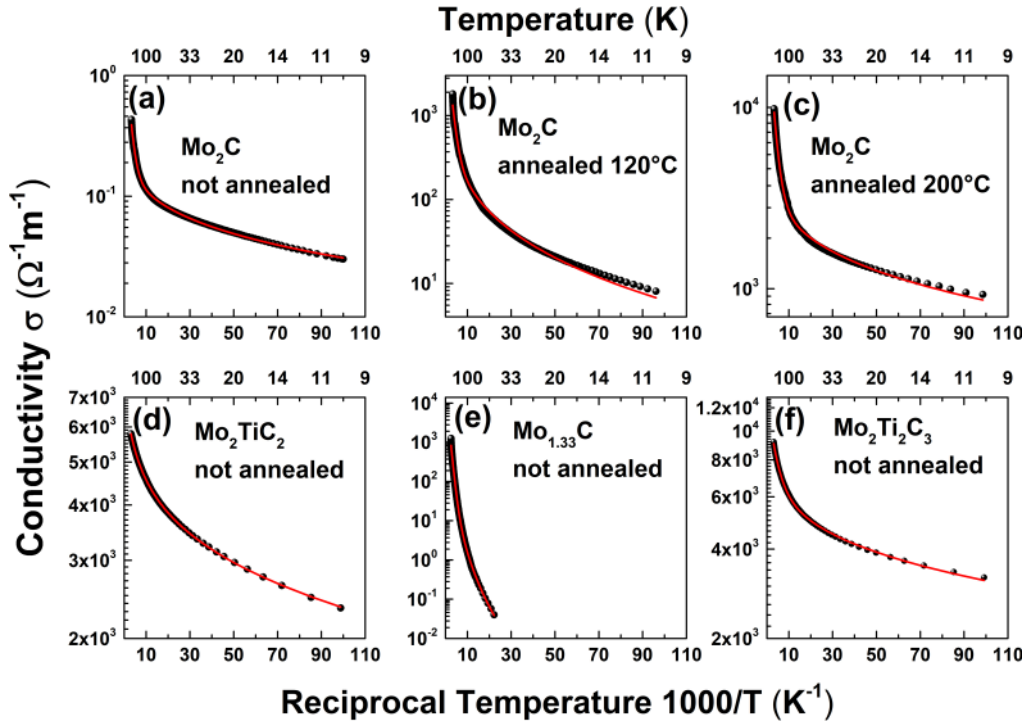 Temperature (K)
100 33 20 14 11 9 100 33 20 14 11 9 100 33 20 14 11 9
10⁰ 10⁻¹ 10⁻²
(a)
Mo₂C
not annealed
10 30 50 70 90 110
10³ 10² 10¹
(b)
Mo₂C
annealed 120°C
10 30 50 70 90 110
10⁴ 10³
(c)
Mo₂C
annealed 200°C
10 30 50 70 90 110
Conductivity σ (Ω⁻¹m⁻¹)
100 33 20 14 11 9 100 33 20 14 11 9 100 33 20 14 11 9
7x10³ 6x10³ 5x10³ 4x10³ 3x10³ 2x10³
(d)
Mo₂TiC₂
not annealed
10 30 50 70 90 110
10⁴ 10³ 10² 10¹ 10⁰ 10⁻¹ 10⁻²
(e)
Mo₁.₃₃C
not annealed
10 30 50 70 90 110
1.2x10⁴ 10⁴ 8x10³ 6x10³ 4x10³ 2x10³
(f)
Mo₂Ti₂C₃
not annealed
10 30 50 70 90 110
Reciprocal Temperature 1000/T (K⁻¹)